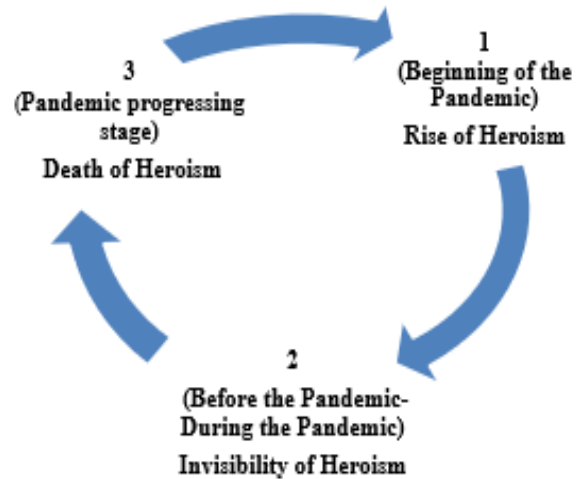 1
(Beginning of the
Pandemic)
Rise of Heroism
2
(Before the Pandemic-
During the Pandemic)
Invisibility of Heroism
3
(Pandemic progressing
stage)
Death of Heroism